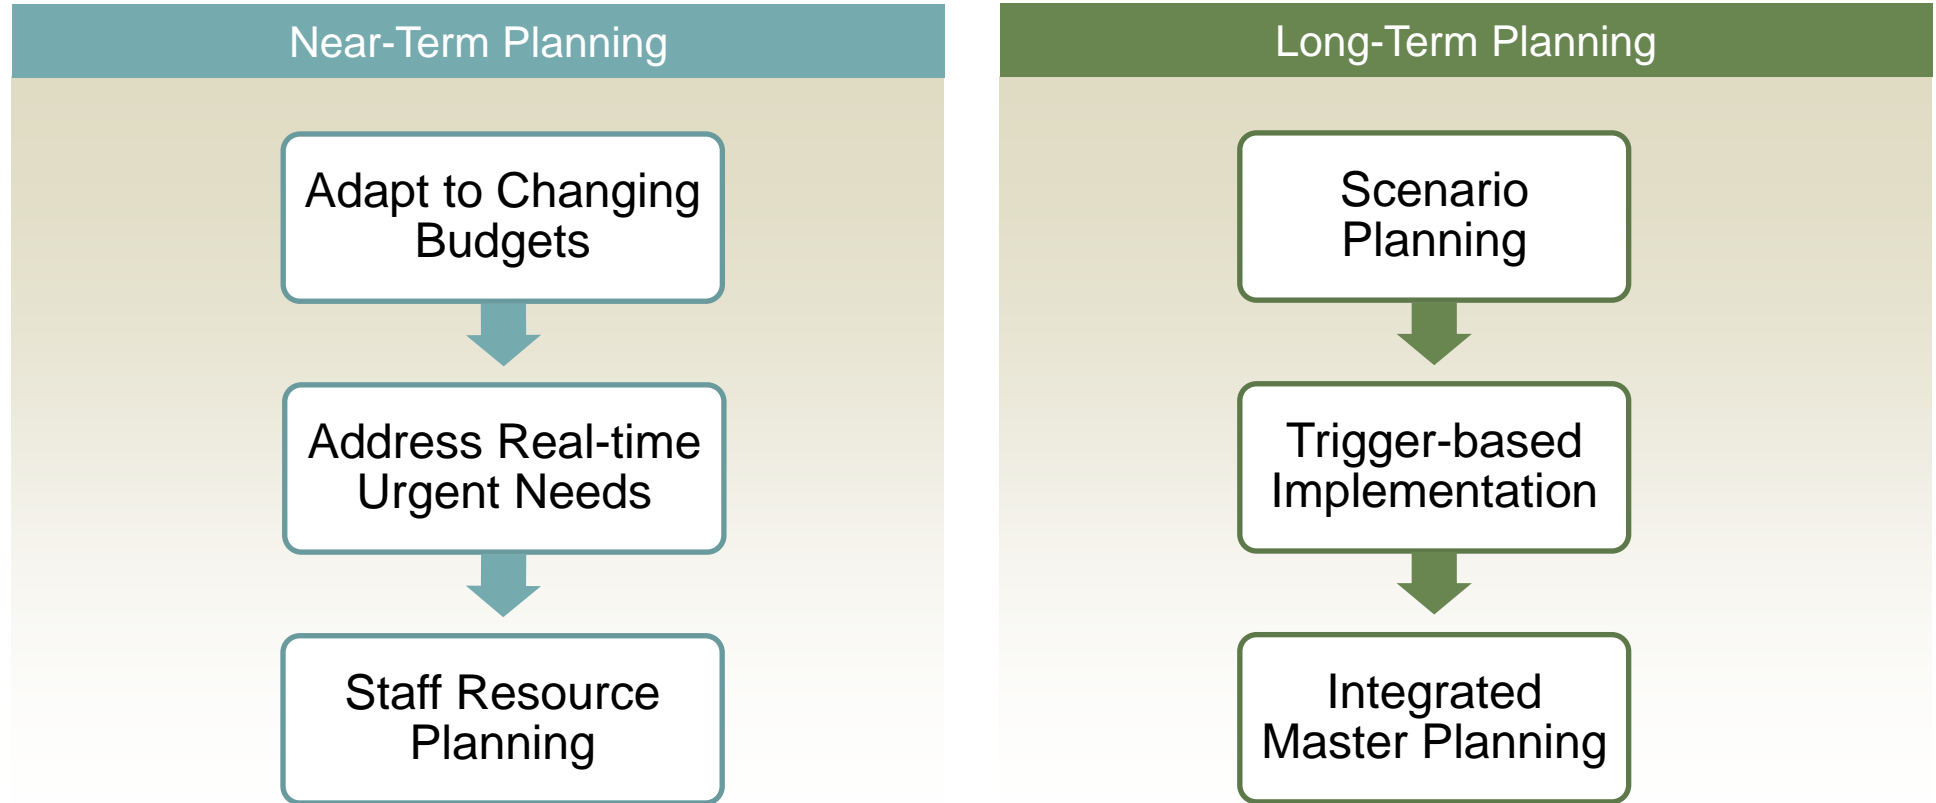 Near-Term Planning
Adapt to Changing
Budgets
Address Real-time
Urgent Needs
Staff Resource
Planning
Long-Term Planning
Scenario
Planning
Trigger-based
Implementation
Integrated
Master Planning